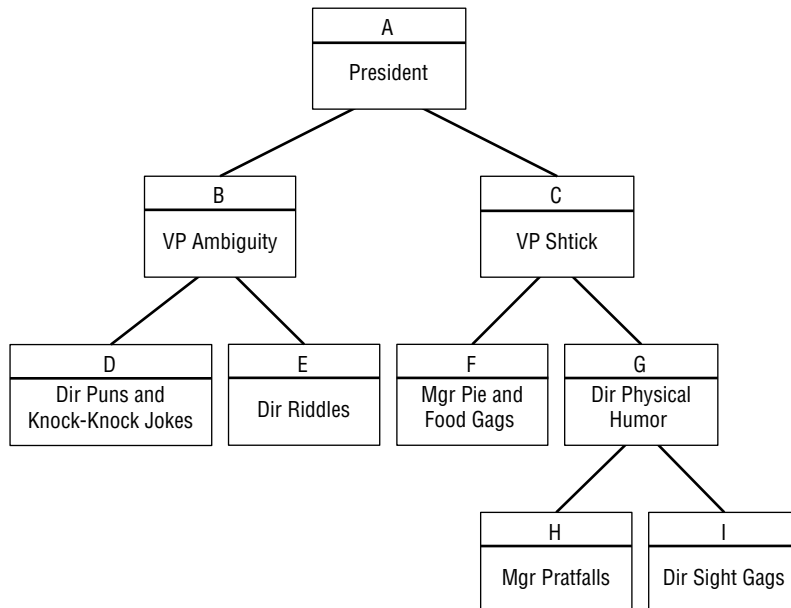 A
President
B
VP Ambiguity
C
VP Shtick
D
Dir Puns and
Knock-Knock Jokes
E
Dir Riddles
F
Mgr Pie and
Food Gags
G
Dir Physical
Humor
H
Mgr Pratfalls
I
Dir Sight Gags